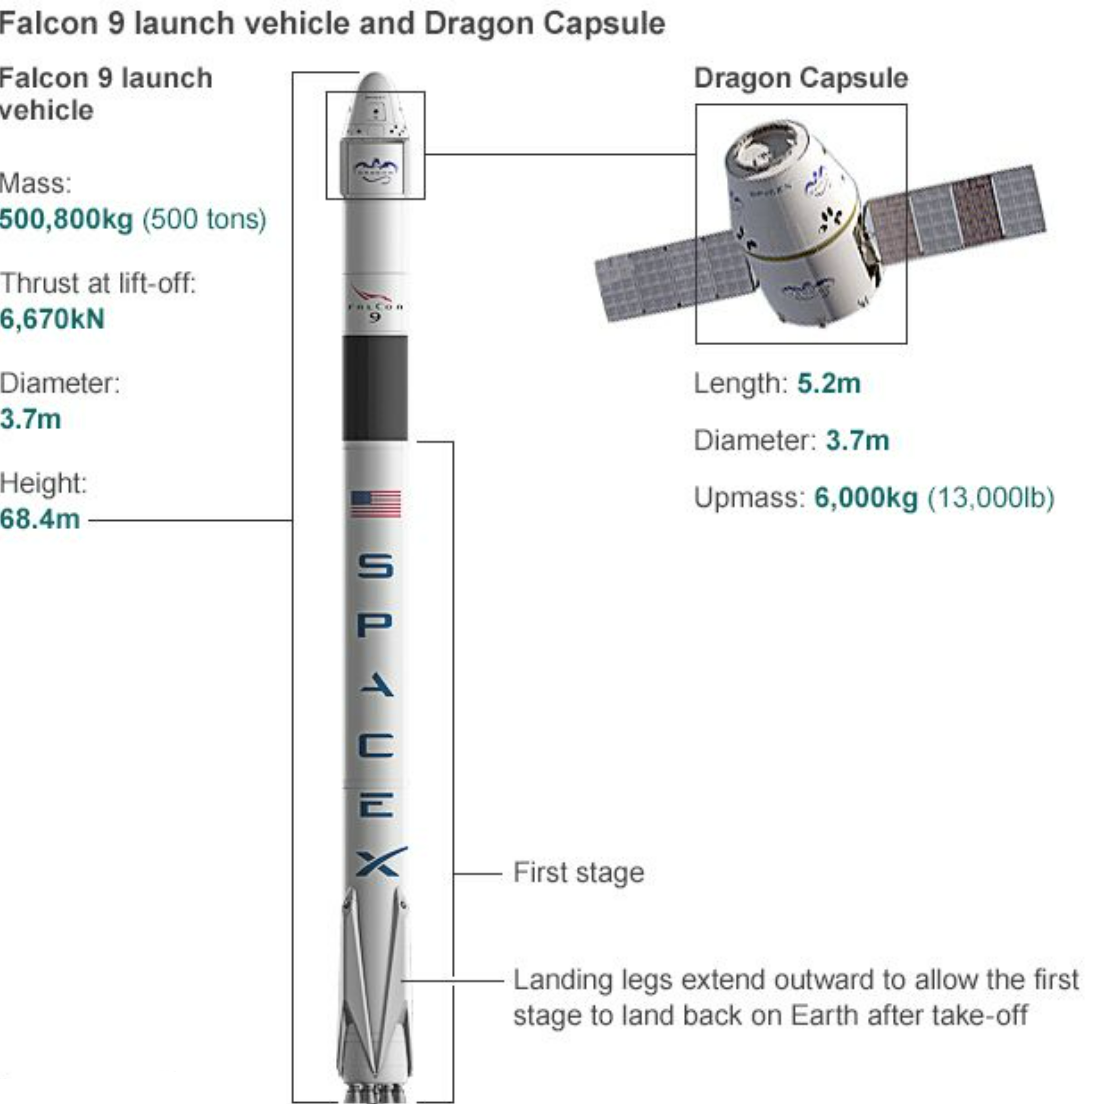 Falcon 9 launch vehicle and Dragon Capsule
Falcon 9 launch
vehicle
Mass:
500,800kg (500 tons)
Thrust at lift-off:
6,670kN
Diameter:
3.7m
Height:
68.4m
Dragon Capsule
Length: 5.2m
Diameter: 3.7m
Upmass: 6,000kg (13,000lb)
DRAGON
SPACEX
FALCON
9
S
P
A
C
E
X
First stage
Landing legs extend outward to allow the first
stage to land back on Earth after take-off